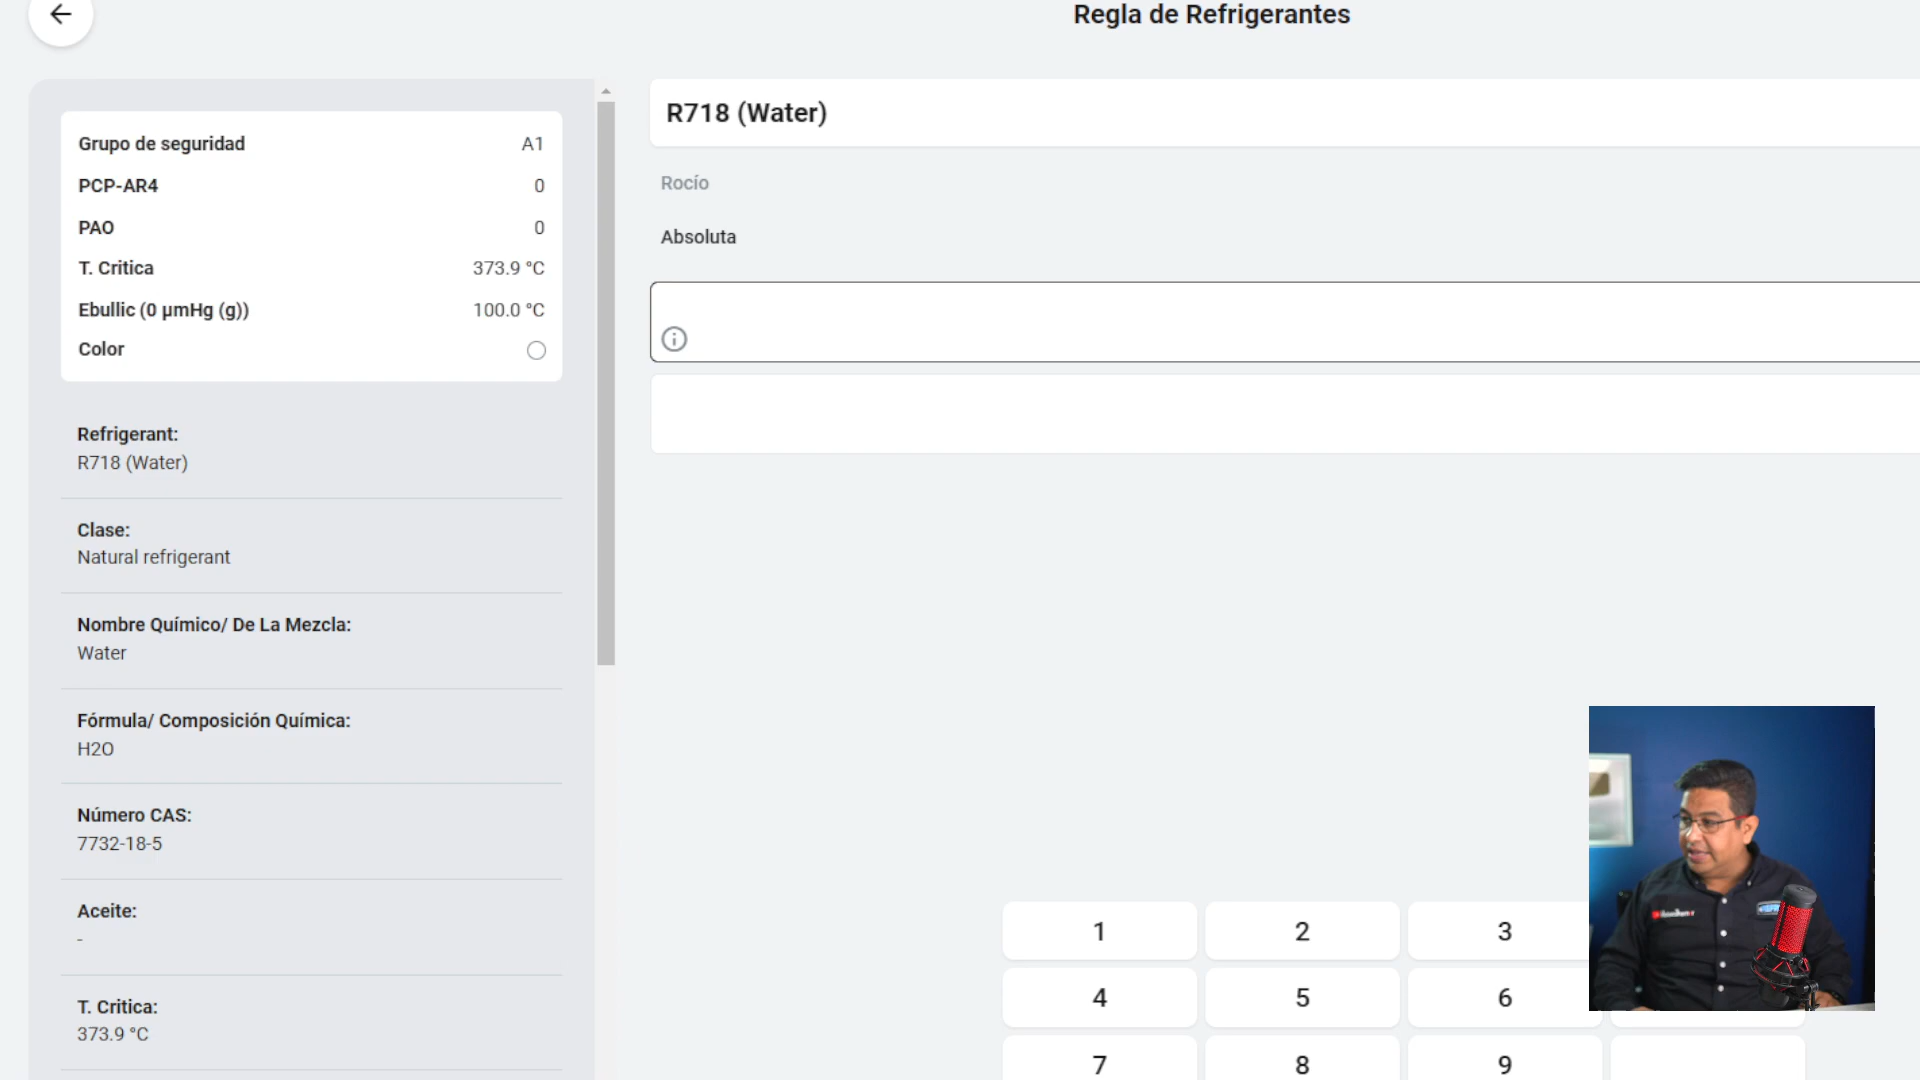 Regla de Refrigerantes
Grupo de seguridad A1
PCP-AR4 0
PAO 0
T. Critica 373.9 °C
Ebullic (0 µmHg (g)) 100.0 °C
Color
Refrigerant:
R718 (Water)
Clase:
Natural refrigerant
Nombre Químico/ De La Mezcla:
Water
Fórmula/ Composición Química:
H2O
Número CAS:
7732-18-5
Aceite:
-
T. Critica:
373.9 °C
R718 (Water)
Rocío
Absoluta
1 2 3
4 5 6
7 8 9